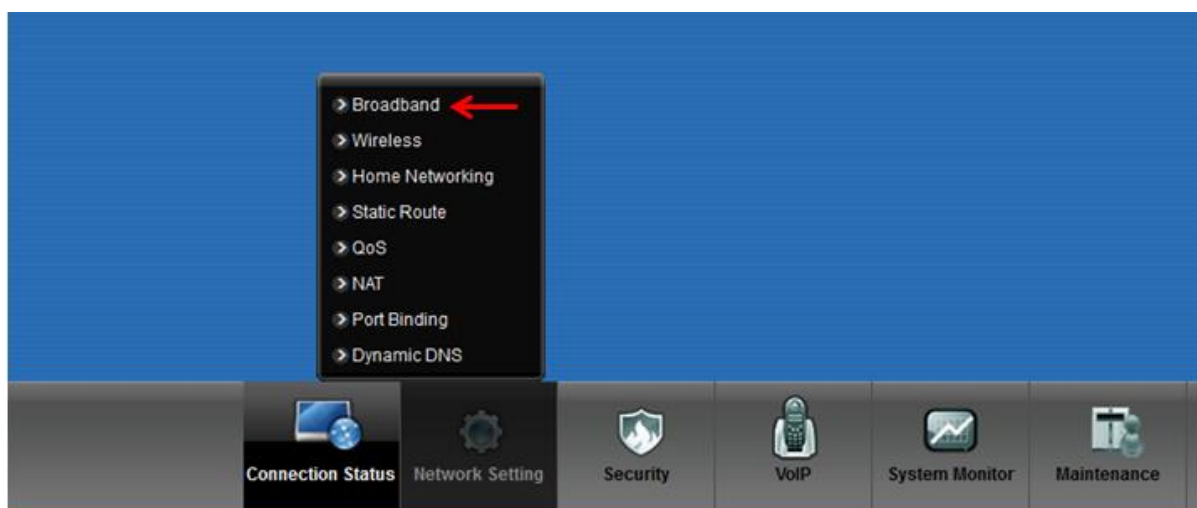 Broadband
Wireless
Home Networking
Static Route
QoS
NAT
Port Binding
Dynamic DNS
Connection Status
Network Setting
Security
VoIP
System Monitor
Maintenance